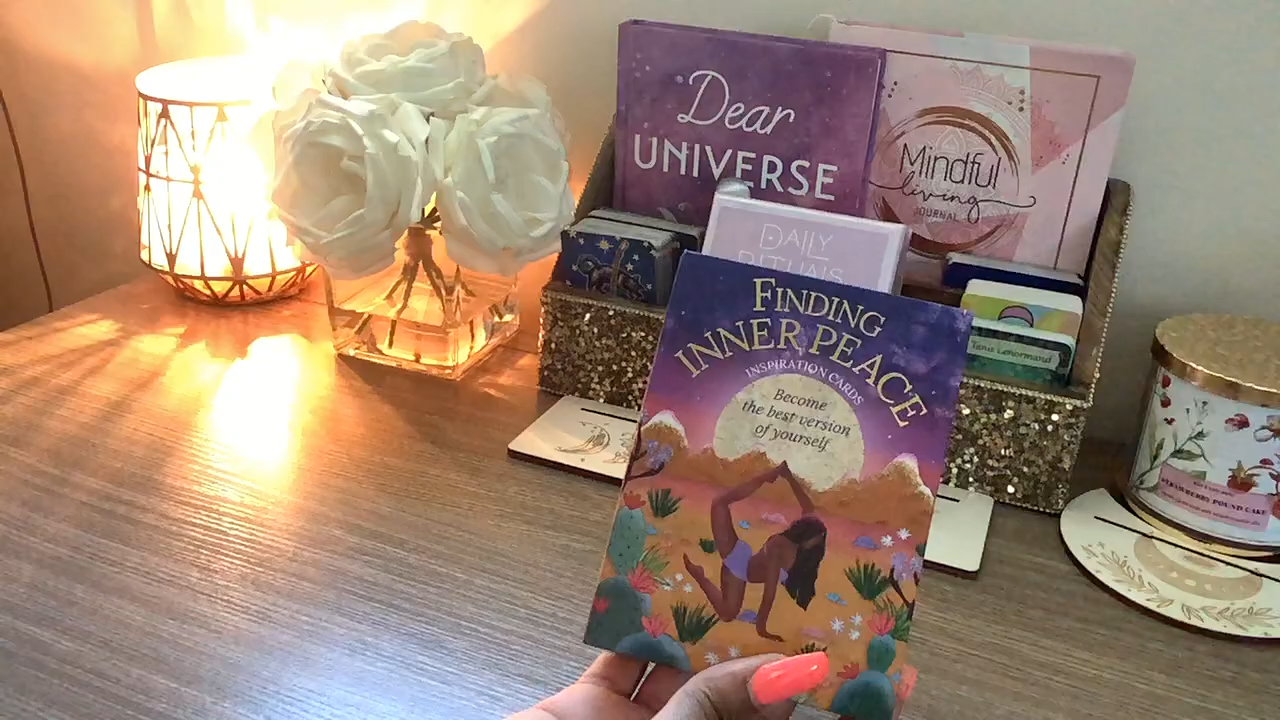 Dear
UNIVERSE
Mindful
living
JOURNAL
DAILY
RITUALS
FINDING
INNER PEACE
INSPIRATION CARDS
Become
the best version
of yourself
Lenormand
STRAWBERRY POUND CAKE